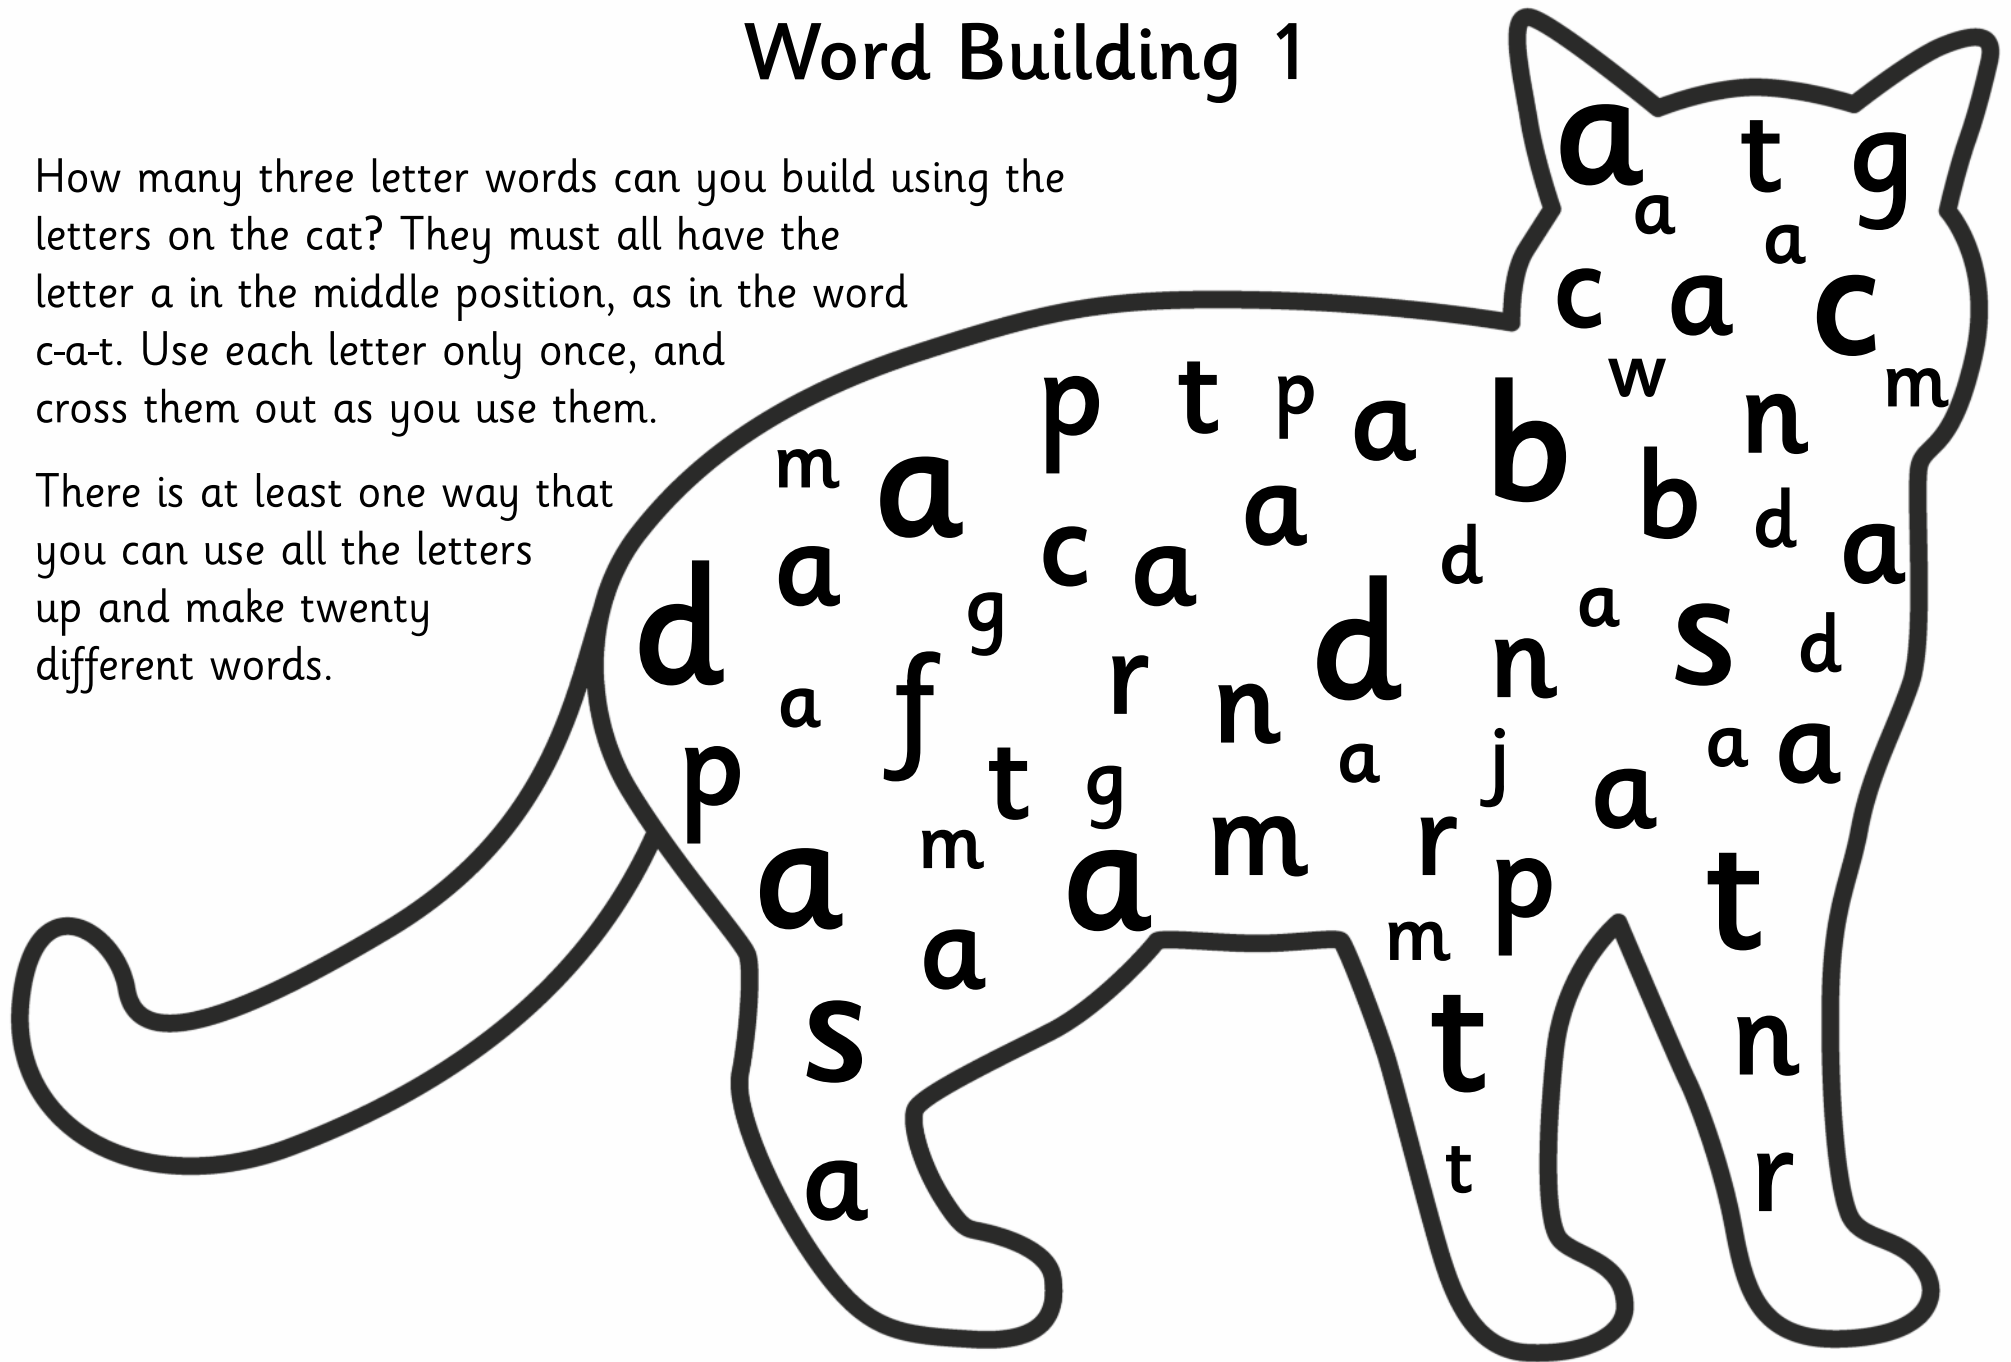 Word Building 1
How many three letter words can you build using the
letters on the cat? They must all have the
letter a in the middle position, as in the word
c-a-t. Use each letter only once, and
cross them out as you use them.
There is at least one way that
you can use all the letters
up and make twenty
different words.
a t g
a a
c a c
w m
p t p a b n
m a b
c a d d a
d a g a d a s d
f r n n
a j a a
p t g a
m m r p t
a a
a m
s t n
a t r